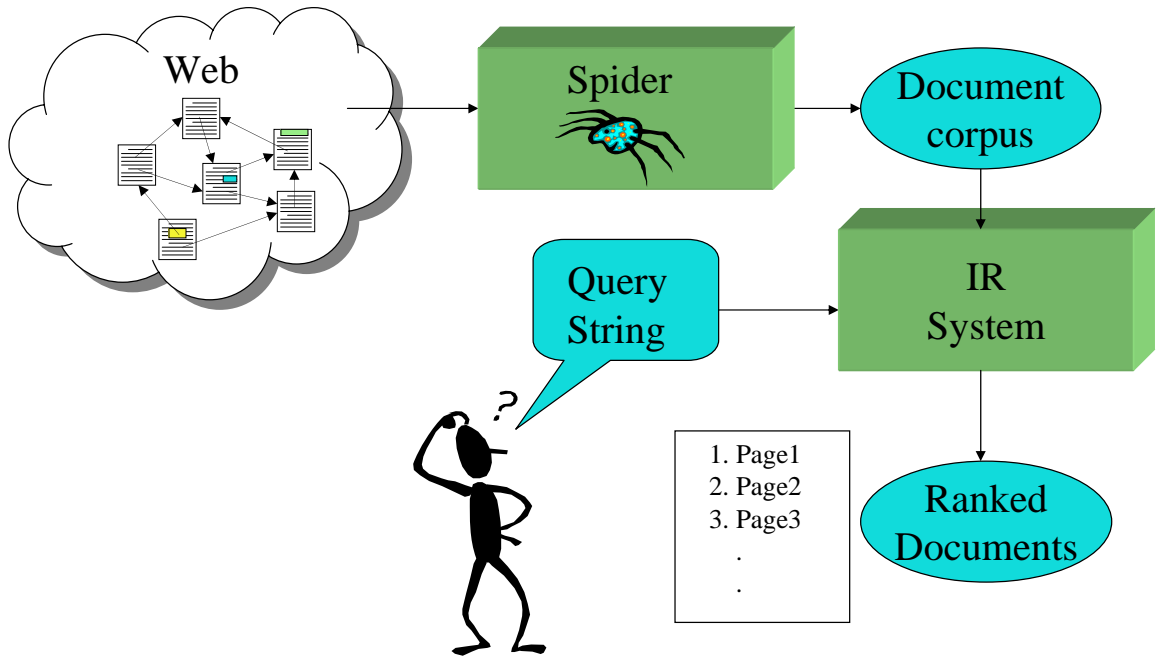 Web
Spider
Document
corpus
Query
String
IR
System
?
1. Page1
2. Page2
3. Page3
.
.
Ranked
Documents